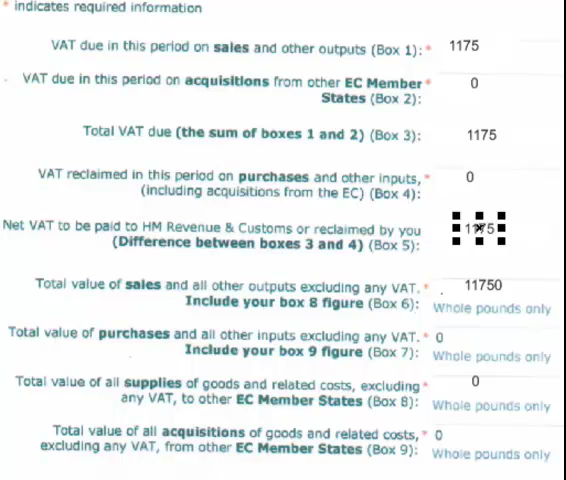 * indicates required information
VAT due in this period on sales and other outputs (Box 1): * 1175
VAT due in this period on acquisitions from other EC Member * 0
States (Box 2):
Total VAT due (the sum of boxes 1 and 2) (Box 3): 1175
VAT reclaimed in this period on purchases and other inputs, * 0
(including acquisitions from the EC) (Box 4):
Net VAT to be paid to HM Revenue & Customs or reclaimed by you 1175
(Difference between boxes 3 and 4) (Box 5):
Total value of sales and all other outputs excluding any VAT. * 11750
Include your box 8 figure (Box 6): Whole pounds only
Total value of purchases and all other inputs excluding any VAT. * 0
Include your box 9 figure (Box 7): Whole pounds only
Total value of all supplies of goods and related costs, excluding * 0
any VAT, to other EC Member States (Box 8): Whole pounds only
Total value of all acquisitions of goods and related costs, * 0
excluding any VAT, from other EC Member States (Box 9): Whole pounds only